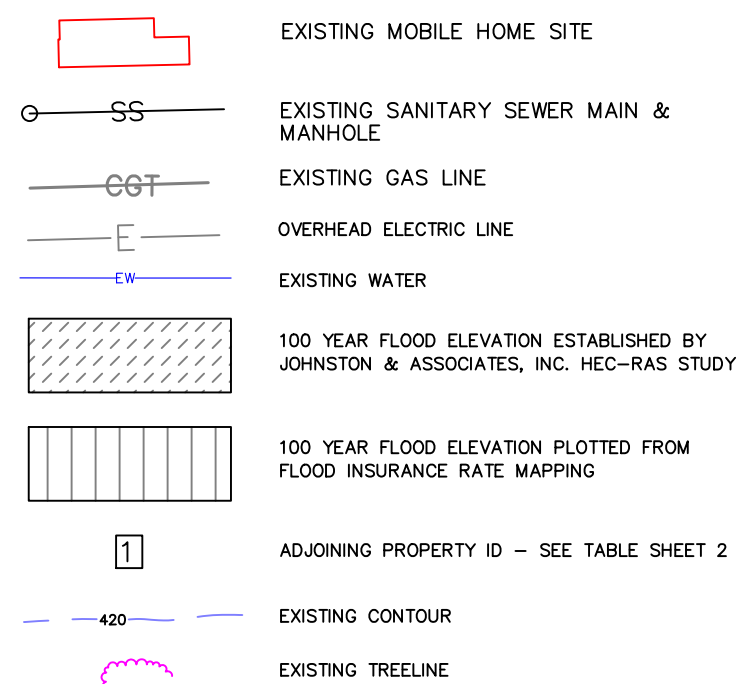 EXISTING MOBILE HOME SITE
SS
EXISTING SANITARY SEWER MAIN &
MANHOLE
CGT
EXISTING GAS LINE
E
OVERHEAD ELECTRIC LINE
EW
EXISTING WATER
100 YEAR FLOOD ELEVATION ESTABLISHED BY
JOHNSTON & ASSOCIATES, INC. HEC-RAS STUDY
100 YEAR FLOOD ELEVATION PLOTTED FROM
FLOOD INSURANCE RATE MAPPING
1
ADJOINING PROPERTY ID - SEE TABLE SHEET 2
420
EXISTING CONTOUR
EXISTING TREELINE